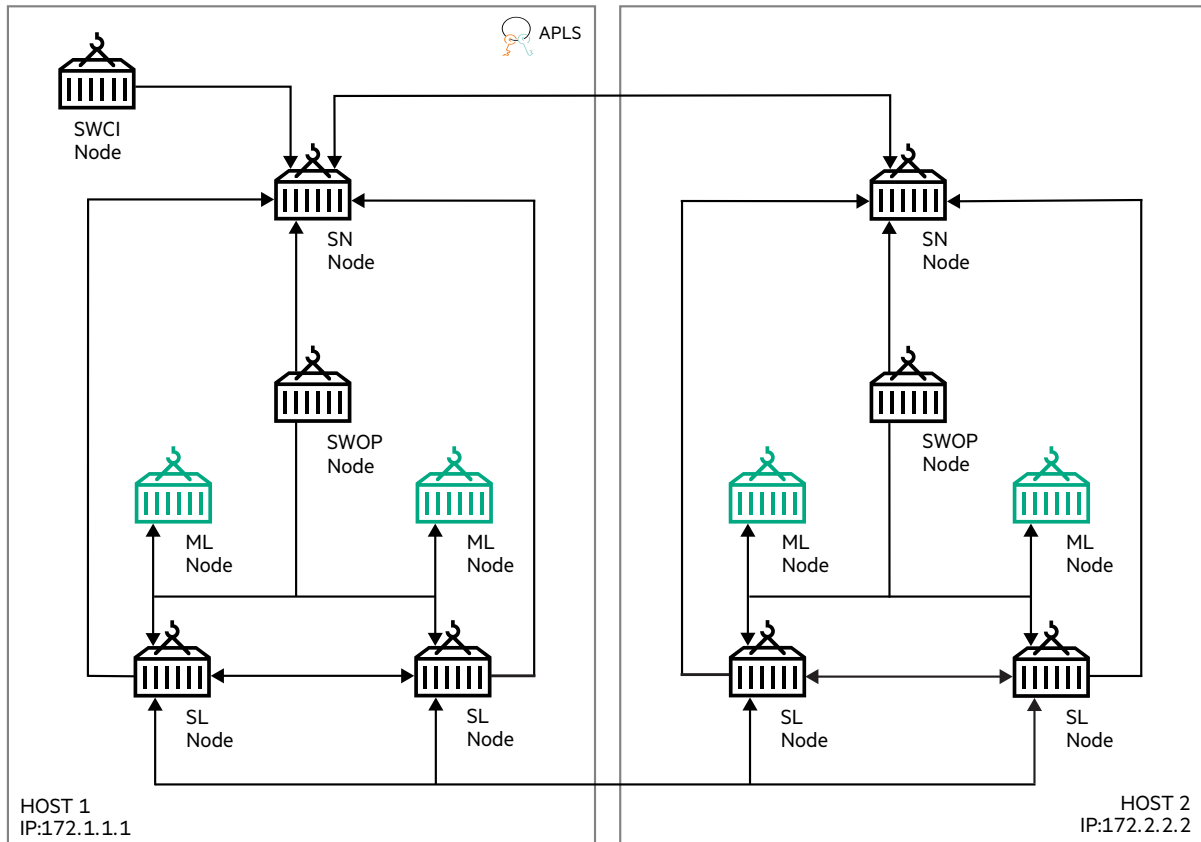 APLS
SWCI
Node
SN
Node
SN
Node
SWOP
Node
SWOP
Node
ML
Node
ML
Node
ML
Node
ML
Node
SL
Node
SL
Node
SL
Node
SL
Node
HOST 1
IP:172.1.1.1
HOST 2
IP:172.2.2.2